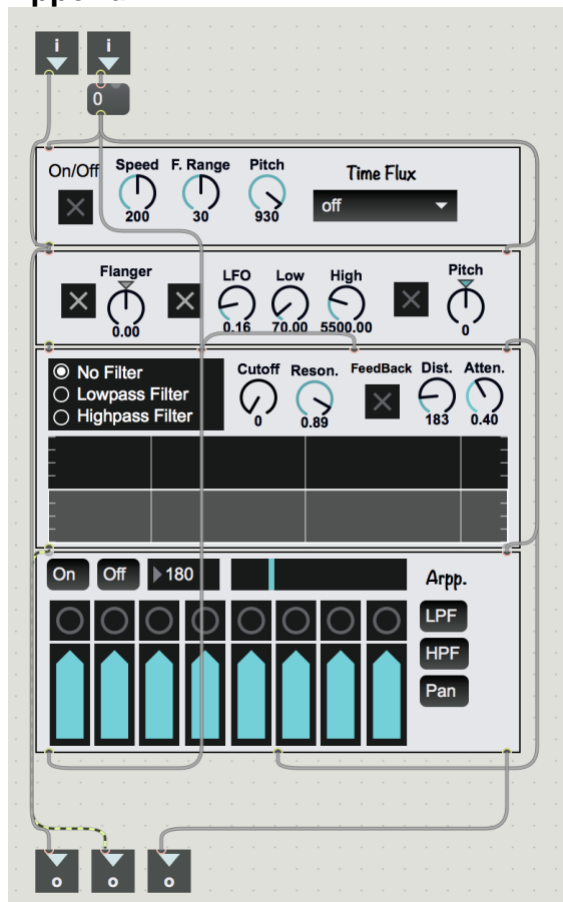 i i
0
On/Off Speed F. Range Pitch Time Flux
200 30 930 off
Flanger LFO Low High Pitch
0.00 0.16 70.00 5500.00 0
No Filter
Lowpass Filter
Highpass Filter
Cutoff Reson. FeedBack Dist. Atten.
0 0.89 183 0.40
On Off 180 Arpp.
LPF
HPF
Pan
o o o